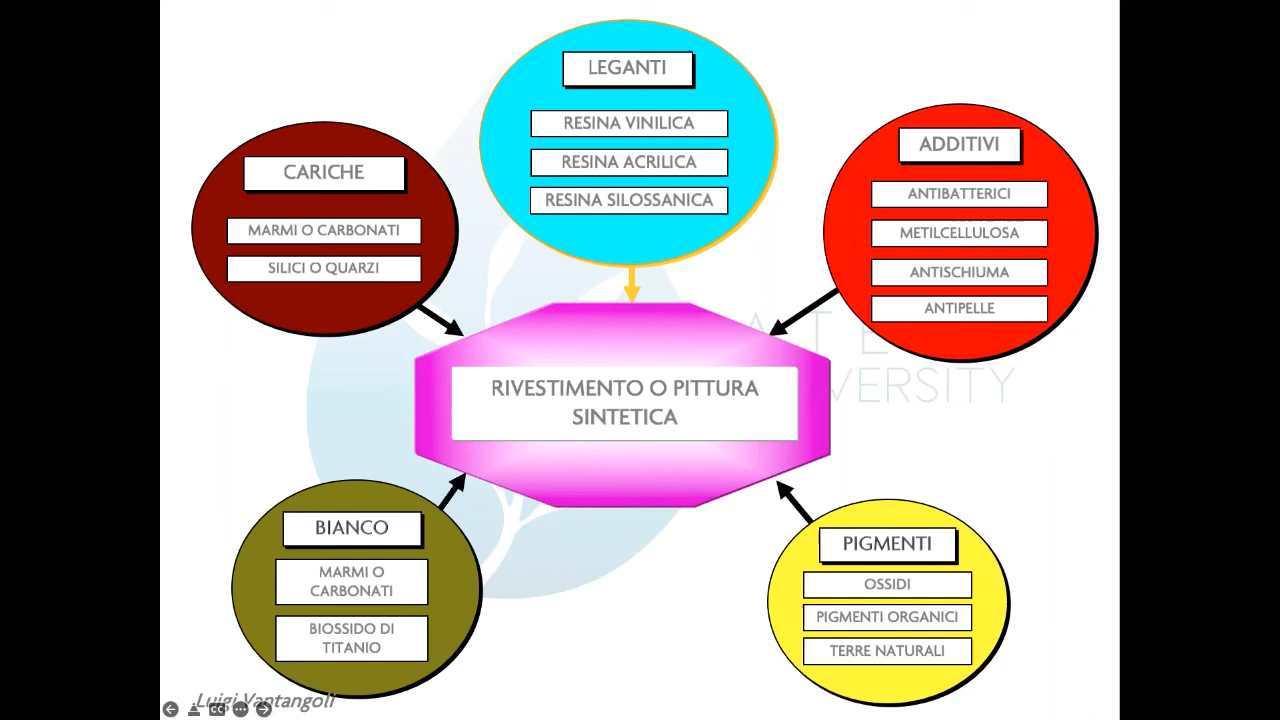 LEGANTI
RESINA VINILICA
RESINA ACRILICA
RESINA SILOSSANICA
CARICHE
MARMI O CARBONATI
SILICI O QUARZI
ADDITIVI
ANTIBATTERICI
METILCELLULOSA
ANTISCHIUMA
ANTIPELLE
RIVESTIMENTO O PITTURA
SINTETICA
VERSITY
BIANCO
MARMI O
CARBONATI
BIOSSIDO DI
TITANIO
PIGMENTI
OSSIDI
PIGMENTI ORGANICI
TERRE NATURALI
Luigi Vantangoli